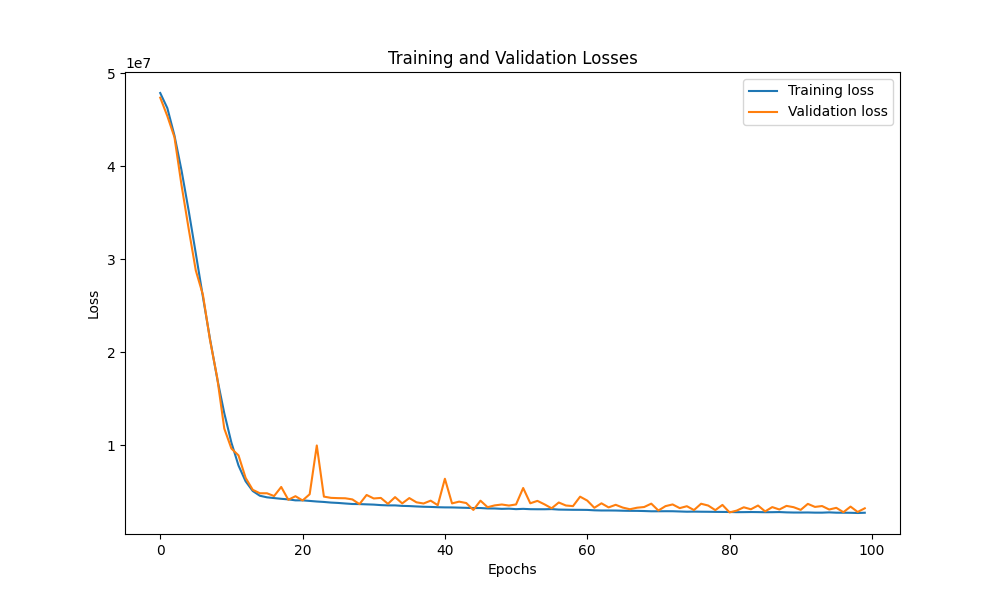 Training and Validation Losses
1e7
5
4
3
2
1
Loss
Training loss
Validation loss
0
20
40
60
80
100
Epochs